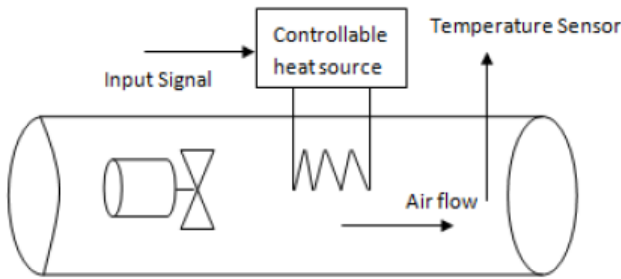 Controllable
heat source
Temperature Sensor
Input Signal
Air flow